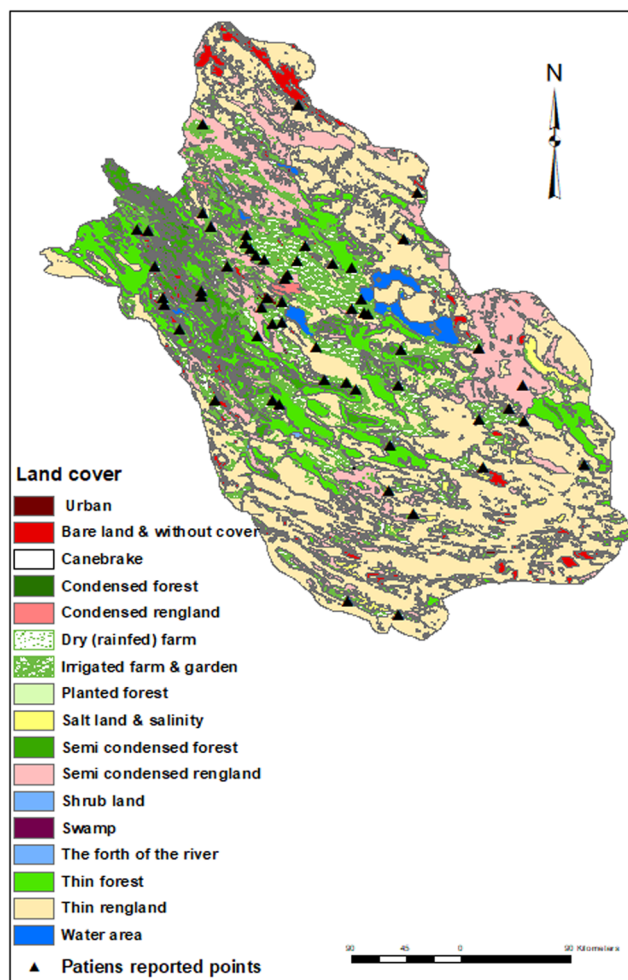 N
Land cover
Urban
Bare land & without cover
Canebrake
Condensed forest
Condensed rengland
Dry (rainfed) farm
Irrigated farm & garden
Planted forest
Salt land & salinity
Semi condensed forest
Semi condensed rengland
Shrub land
Swamp
The forth of the river
Thin forest
Thin rengland
Water area
Patiens reported points
90 45 0 90 Kilometers